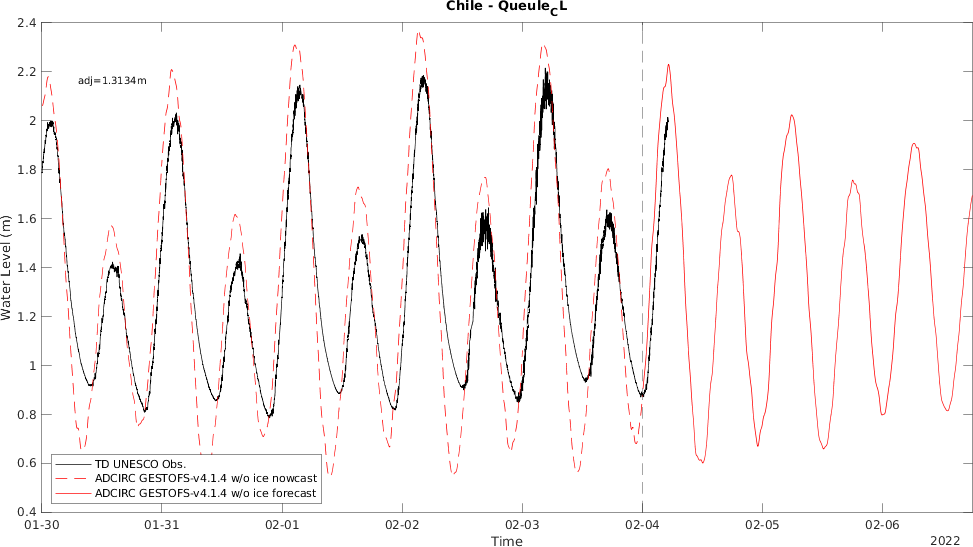 Chile - Queule_CL
adj=1.3134m
2.4
2.2
2
1.8
1.6
1.4
1.2
1
0.8
0.6
0.4
Water Level (m)
TD UNESCO Obs.
ADCIRC GESTOFS-v4.1.4 w/o ice nowcast
ADCIRC GESTOFS-v4.1.4 w/o ice forecast
01-30 01-31 02-01 02-02 02-03 02-04 02-05 02-06
Time
2022